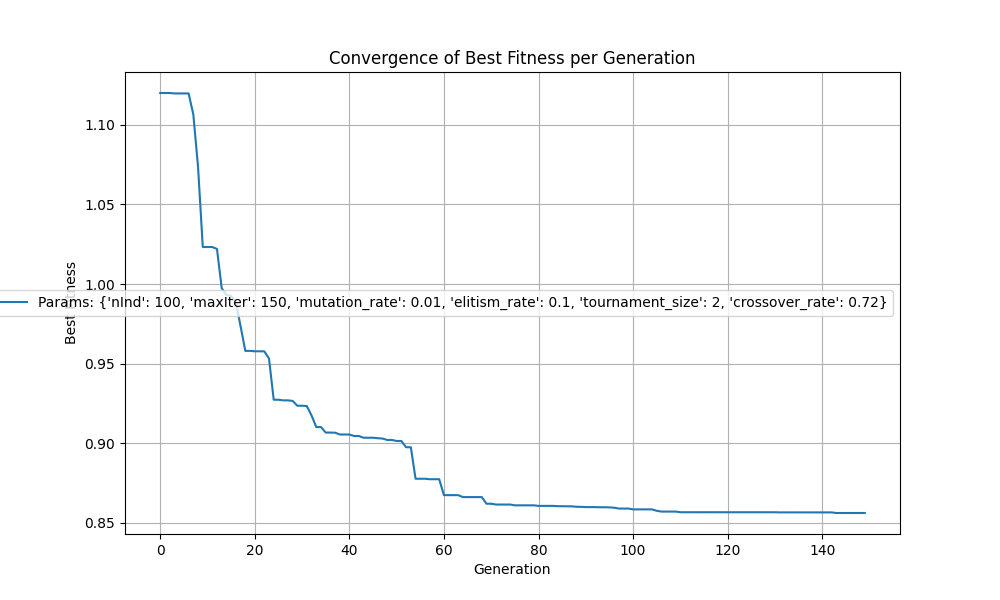 Convergence of Best Fitness per Generation
1.10
1.05
1.00
0.95
0.90
0.85
Best
ness
Params: {'nInd': 100, 'maxIter': 150, 'mutation_rate': 0.01, 'elitism_rate': 0.1, 'tournament_size': 2, 'crossover_rate': 0.72}
0 20 40 60 80 100 120 140
Generation